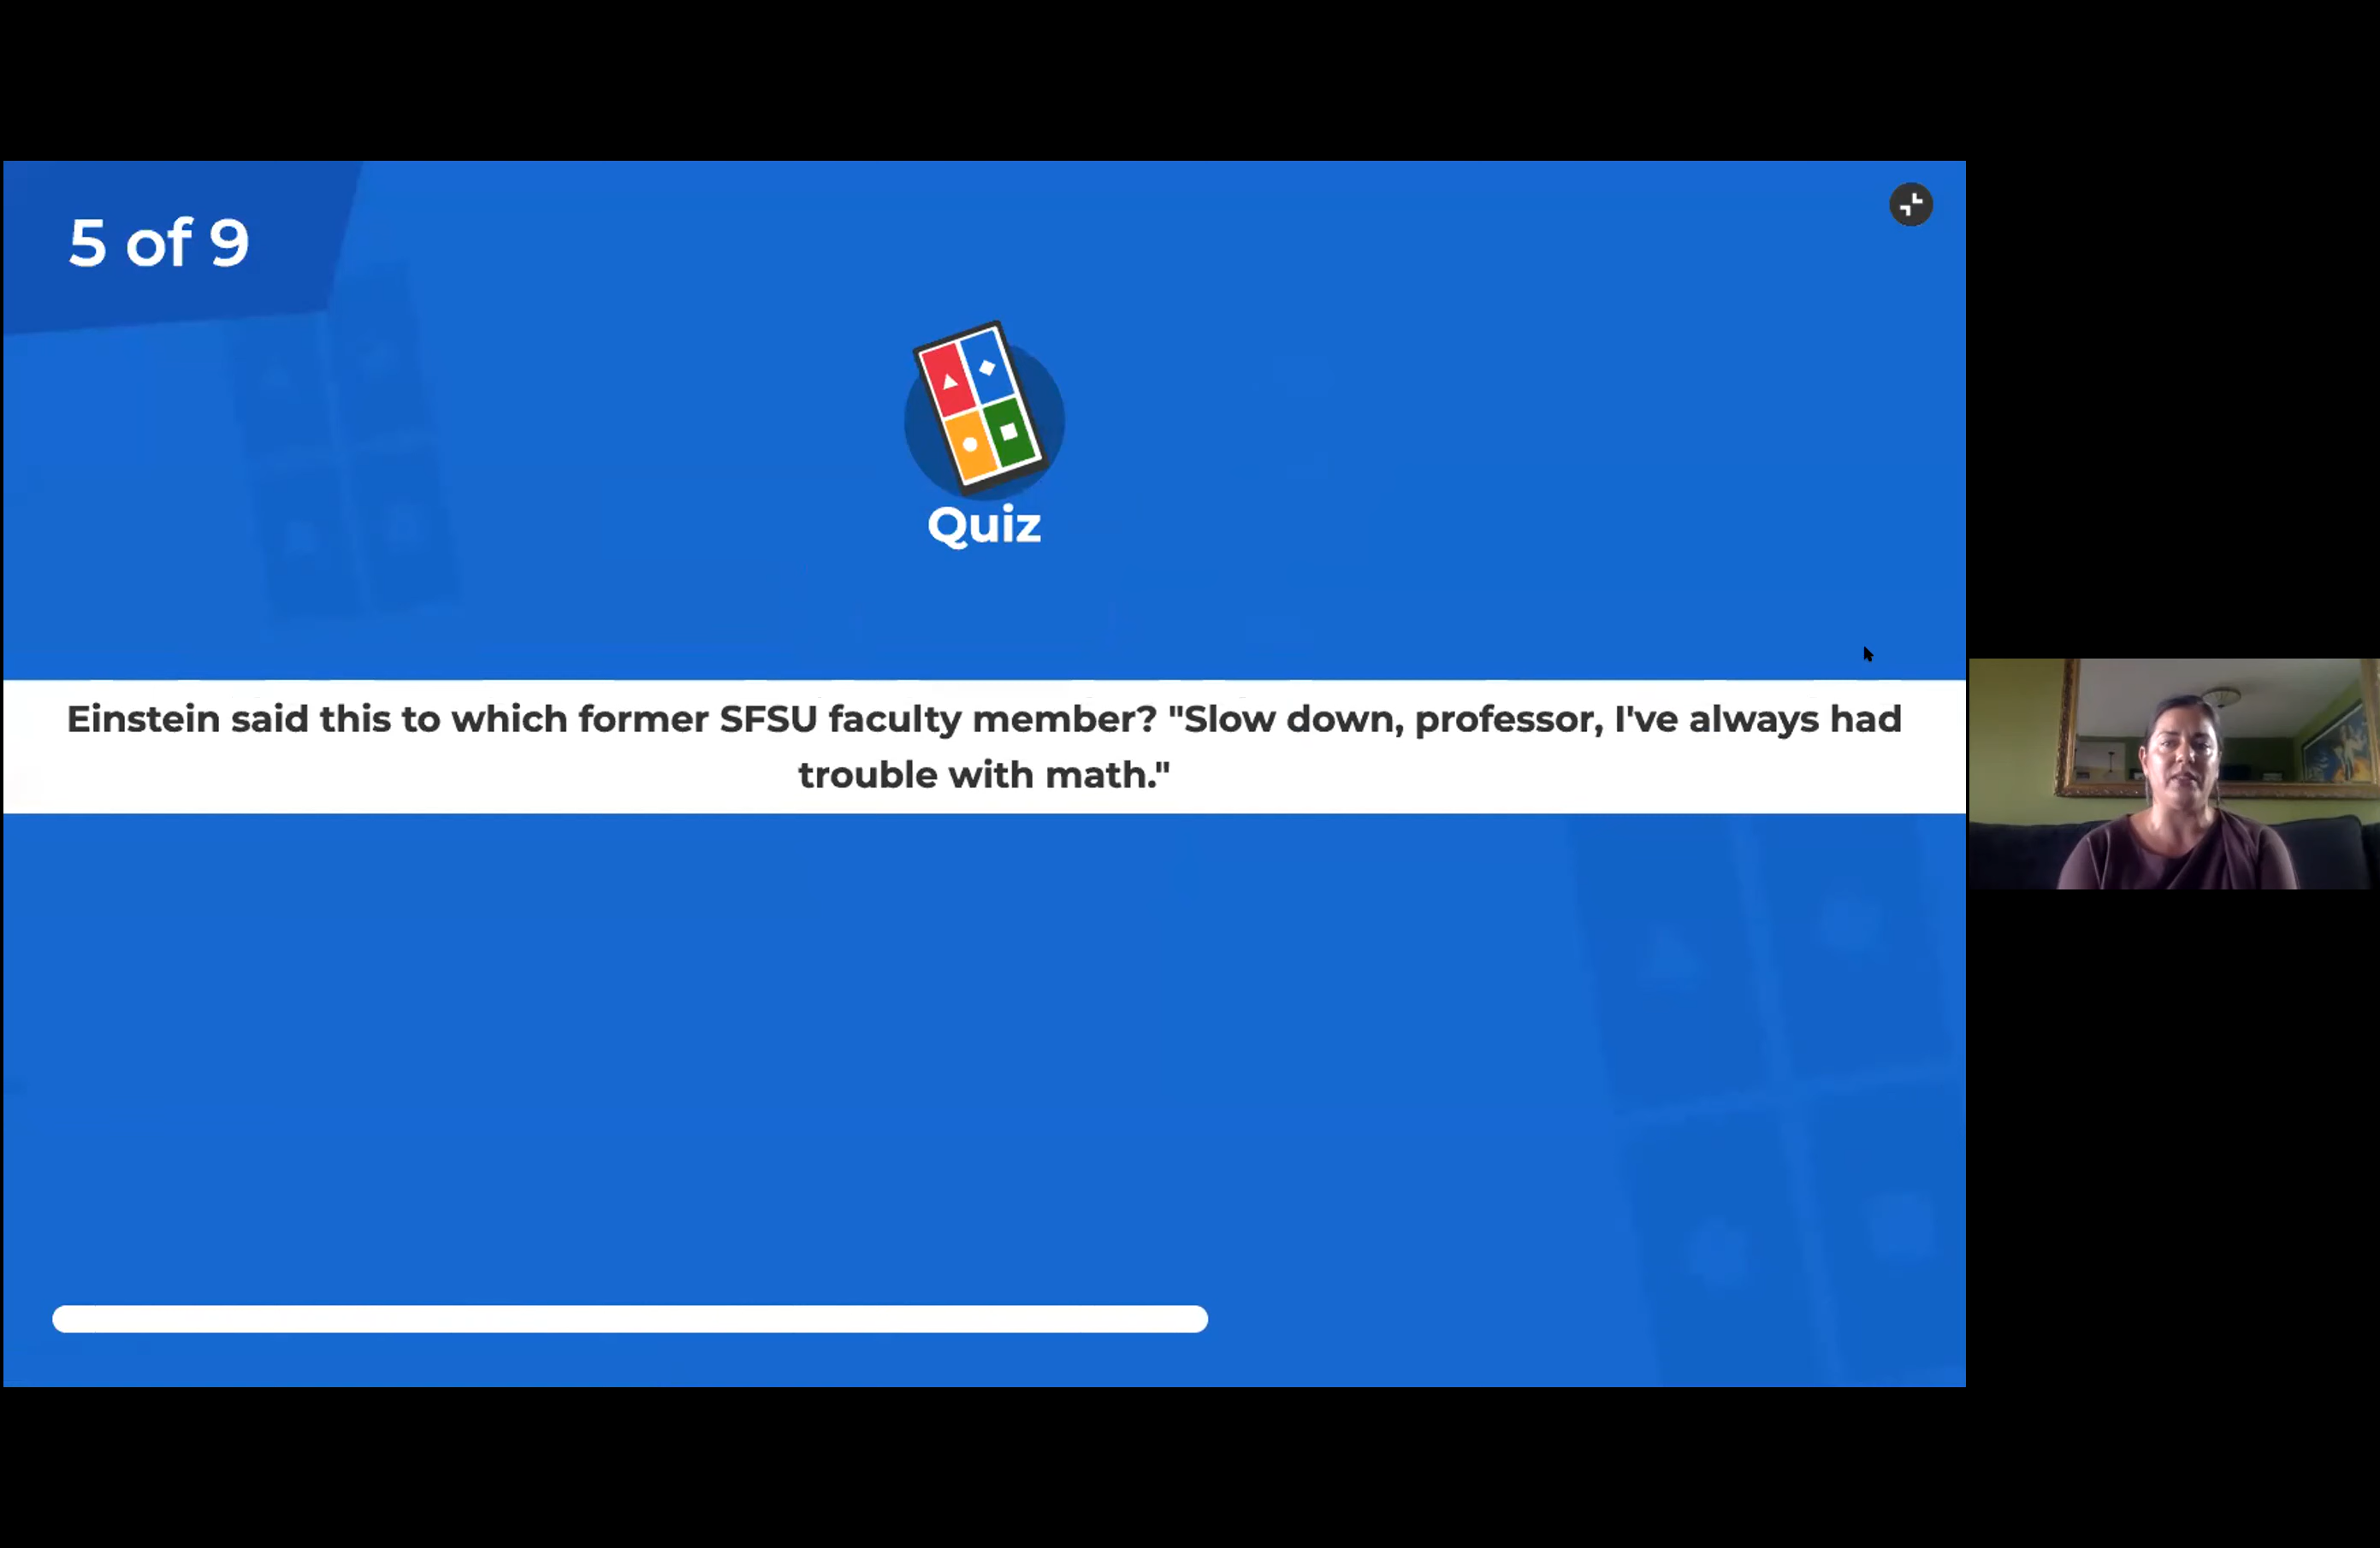 5 of 9
Quiz
Einstein said this to which former SFSU faculty member? "Slow down, professor, I've always had
trouble with math."